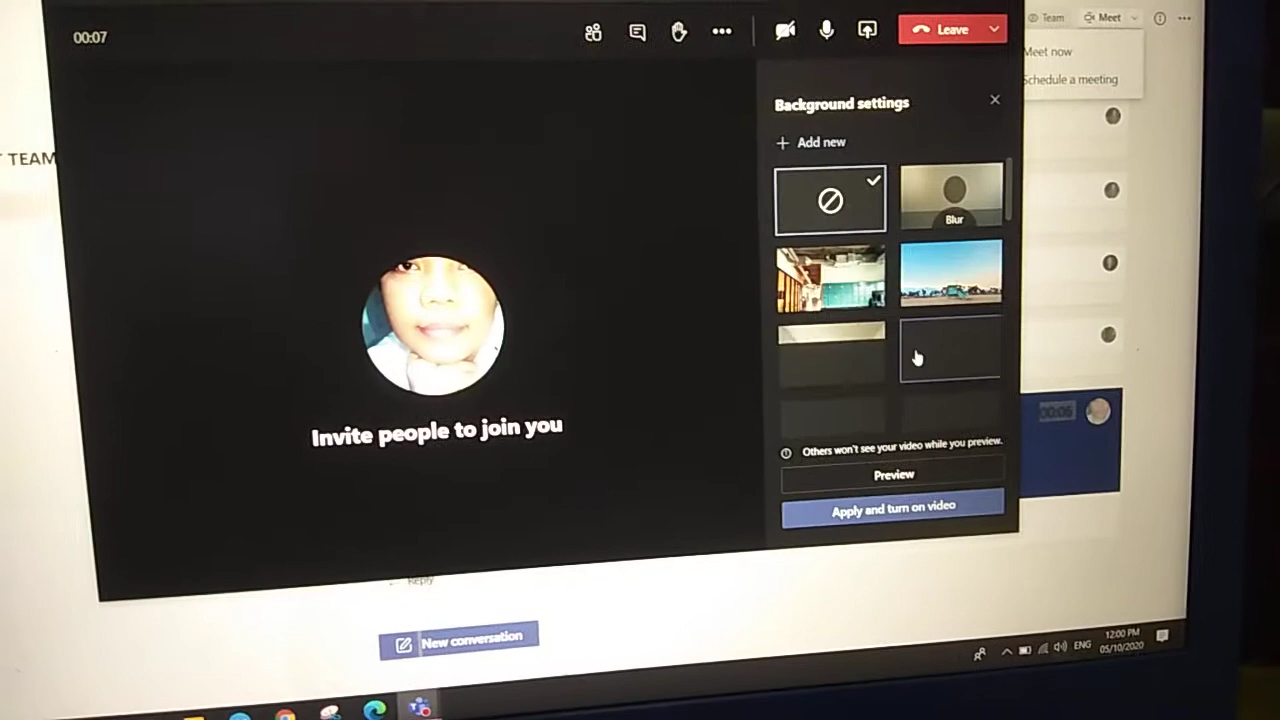 Team
Meet
00:07
Leave
Meet now
Schedule a meeting
Background settings
Add new
TEAM
Blur
00:06
Invite people to join you
Others won't see your video while you preview.
Preview
Apply and turn on video
Reply
New conversation
12:00 PM
ENG
05/10/2020